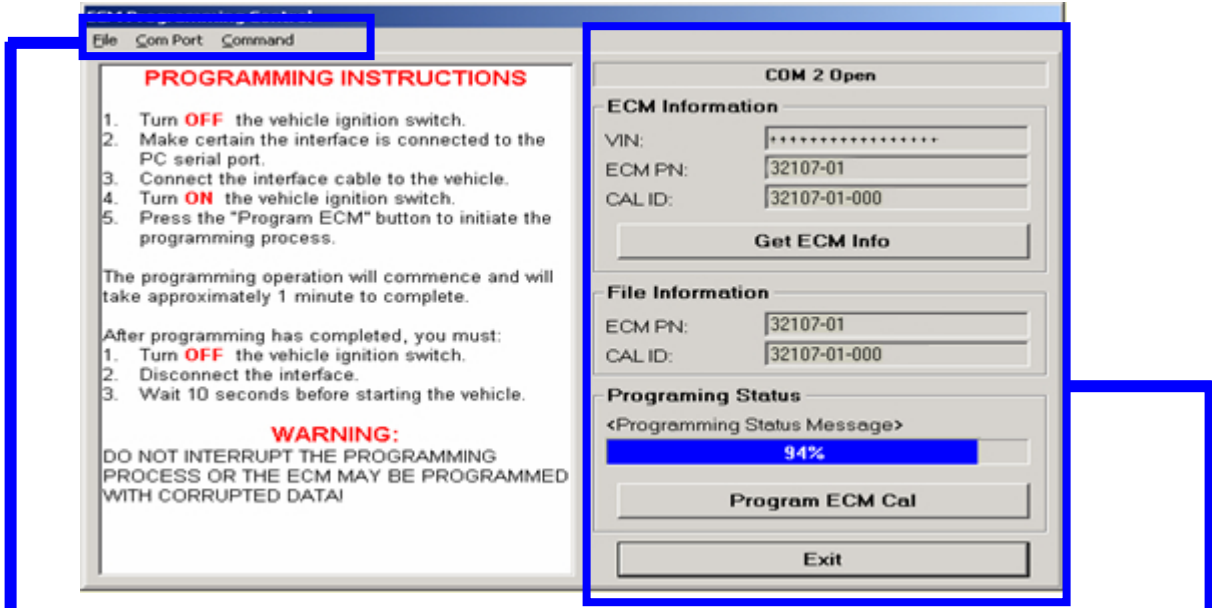 ECM Programming Control
File Com Port Command
PROGRAMMING INSTRUCTIONS
1. Turn OFF the vehicle ignition switch.
2. Make certain the interface is connected to the
PC serial port.
3. Connect the interface cable to the vehicle.
4. Turn ON the vehicle ignition switch.
5. Press the "Program ECM" button to initiate the
programming process.
The programming operation will commence and will
take approximately 1 minute to complete.
After programming has completed, you must:
1. Turn OFF the vehicle ignition switch.
2. Disconnect the interface.
3. Wait 10 seconds before starting the vehicle.
WARNING:
DO NOT INTERRUPT THE PROGRAMMING
PROCESS OR THE ECM MAY BE PROGRAMMED
WITH CORRUPTED DATA!
COM 2 Open
ECM Information
VIN: +++++++++++++++++
ECM PN: 32107-01
CAL ID: 32107-01-000
Get ECM Info
File Information
ECM PN: 32107-01
CAL ID: 32107-01-000
Programing Status
<Programming Status Message>
94%
Program ECM Cal
Exit